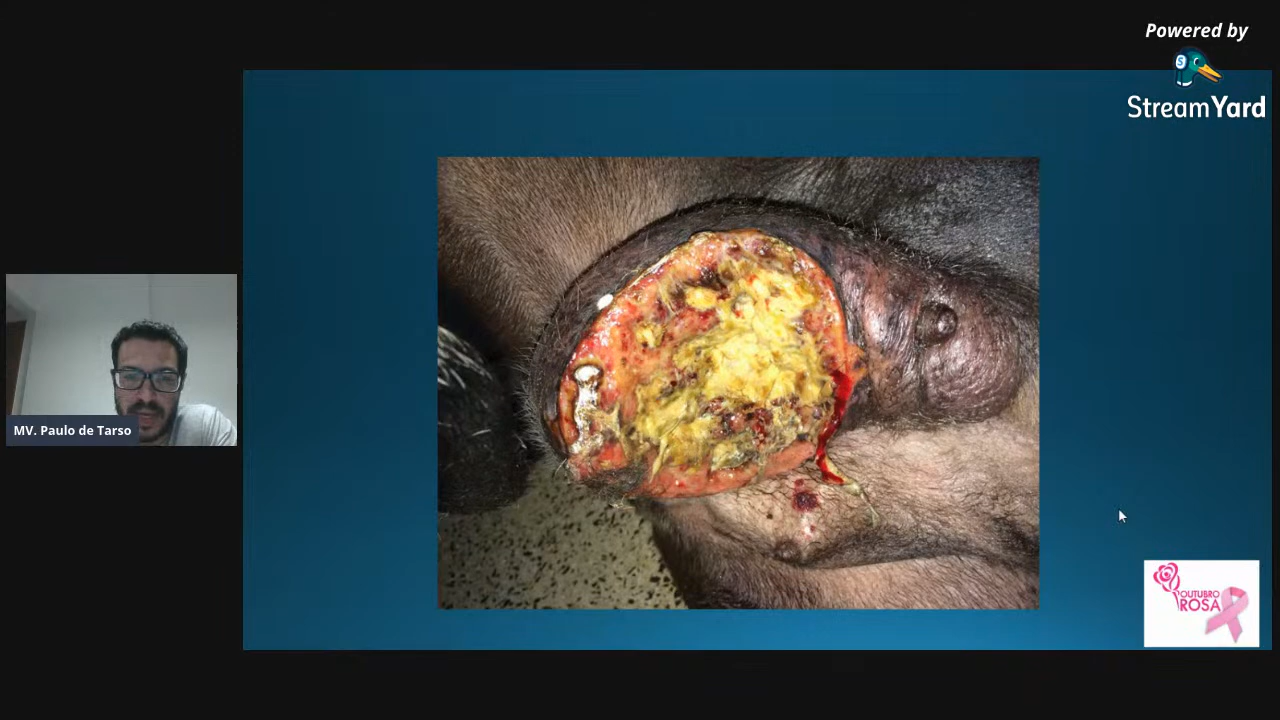 Powered by
StreamYard
MV. Paulo de Tarso
OUTUBRO
ROSA